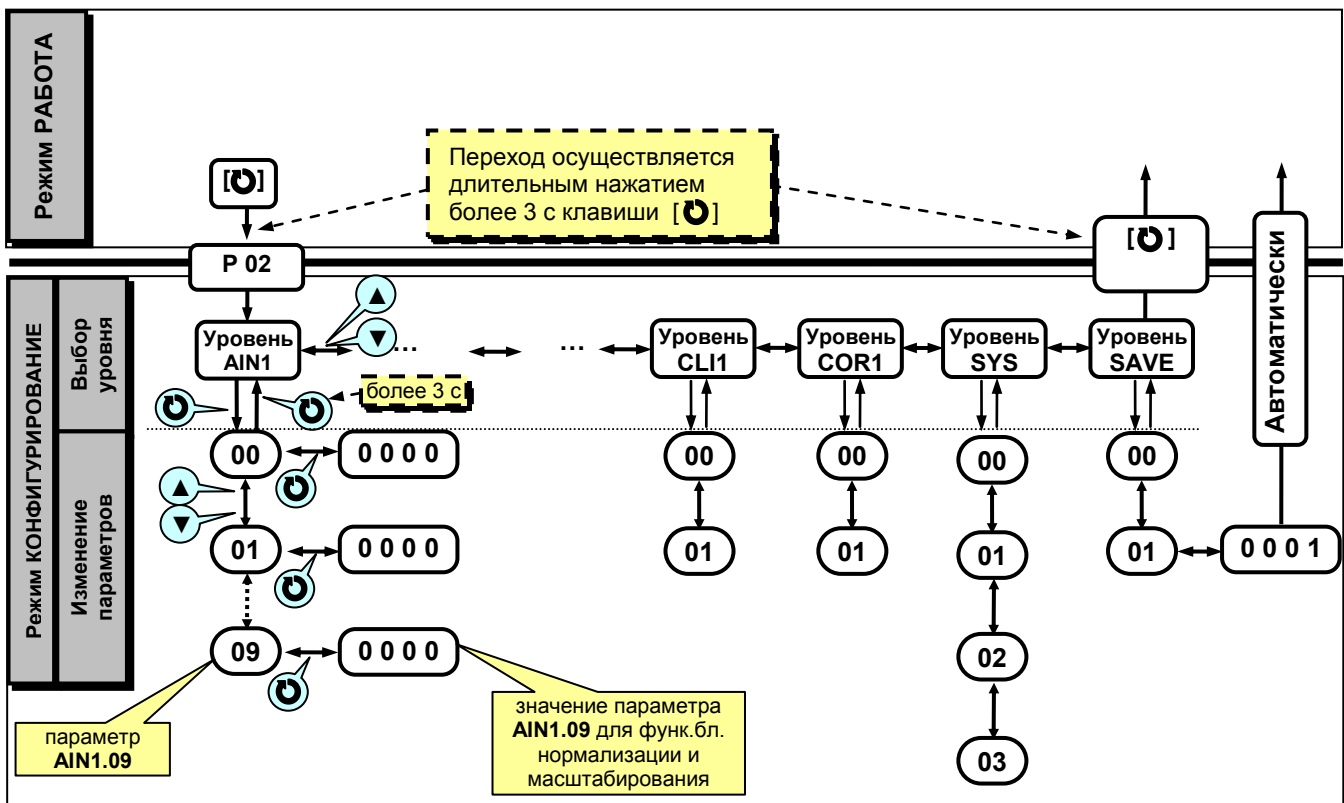 Режим РАБОТА
[↻]
Переход осуществляется
длительным нажатием
более 3 с клавиши [↻]
[↻]
Автоматически
P 02
Режим КОНФИГУРИРОВАНИЕ
Выбор
уровня
Уровень
AIN1
▲
▼
...
...
Уровень
CLI1
Уровень
COR1
Уровень
SYS
Уровень
SAVE
↻
↻
более 3 с
Изменение
параметров
00
↻
0 0 0 0
00
00
00
00
▲
▼
01
↻
0 0 0 0
01
01
01
01
0 0 0 1
09
↻
0 0 0 0
02
03
параметр
AIN1.09
значение параметра
AIN1.09 для функ.бл.
нормализации и
масштабирования